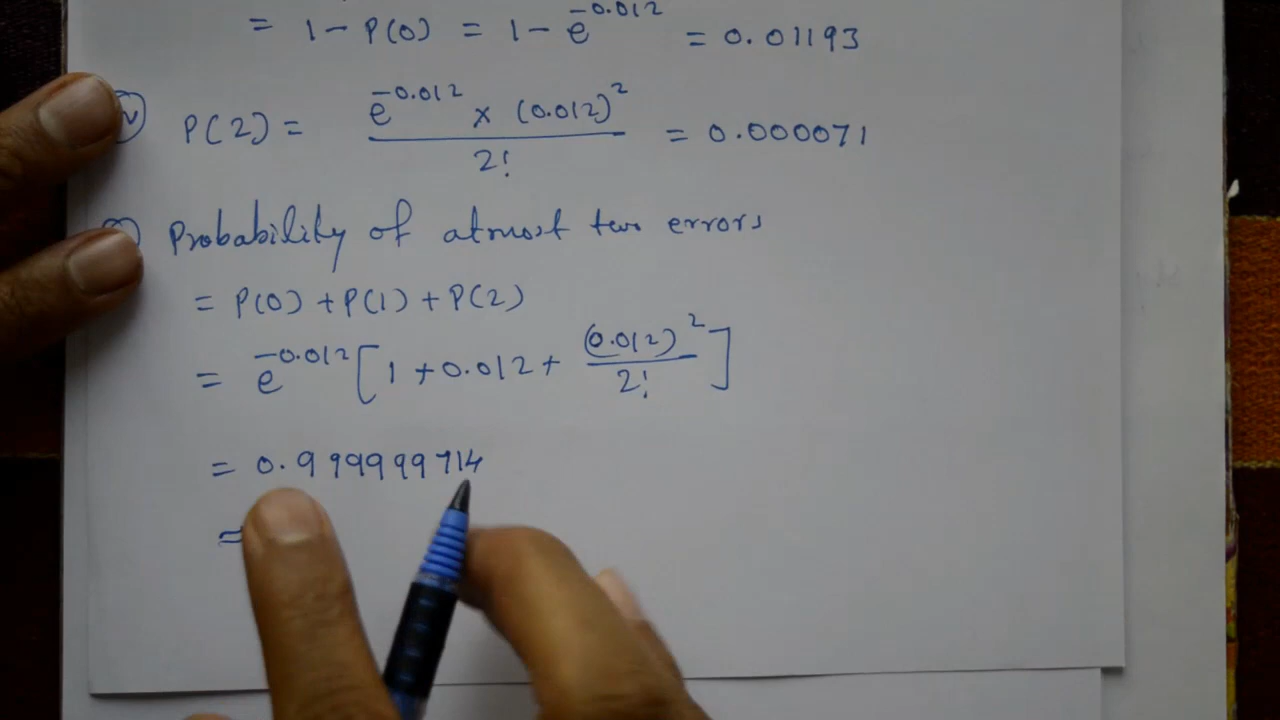 = 1 - P(0) = 1 - e^-0.012 = 0.01193
P(2) = e^-0.012 × (0.012)^2 / 2! = 0.000071
Probability of atmost two errors
= P(0) + P(1) + P(2)
= e^-0.012 [1 + 0.012 + (0.012)^2 / 2!]
= 0.999999714
=